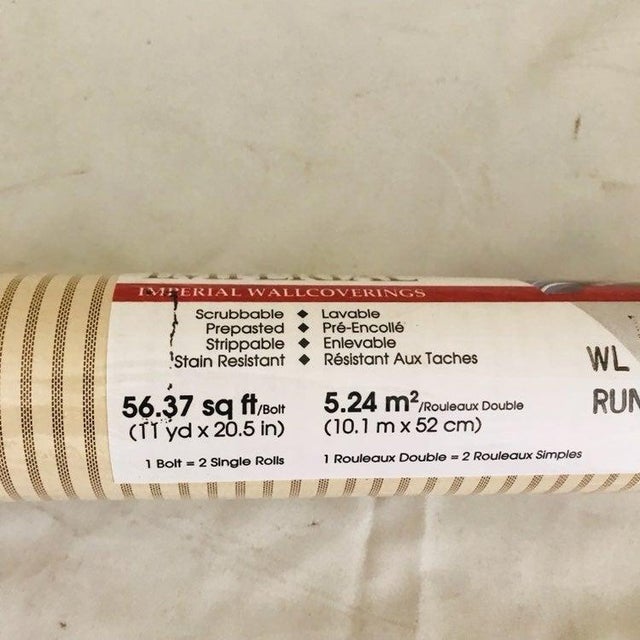 IMPERIAL
IMPERIAL WALLCOVERINGS
Scrubbable ◆ Lavable
Prepasted ◆ Pré-Encollé
Strippable ◆ Enlevable
Stain Resistant ◆ Résistant Aux Taches
56.37 sq ft/Bolt
(11 yd x 20.5 in)
1 Bolt = 2 Single Rolls
5.24 m²/Rouleaux Double
(10.1 m x 52 cm)
1 Rouleaux Double = 2 Rouleaux Simples
WL
RUN